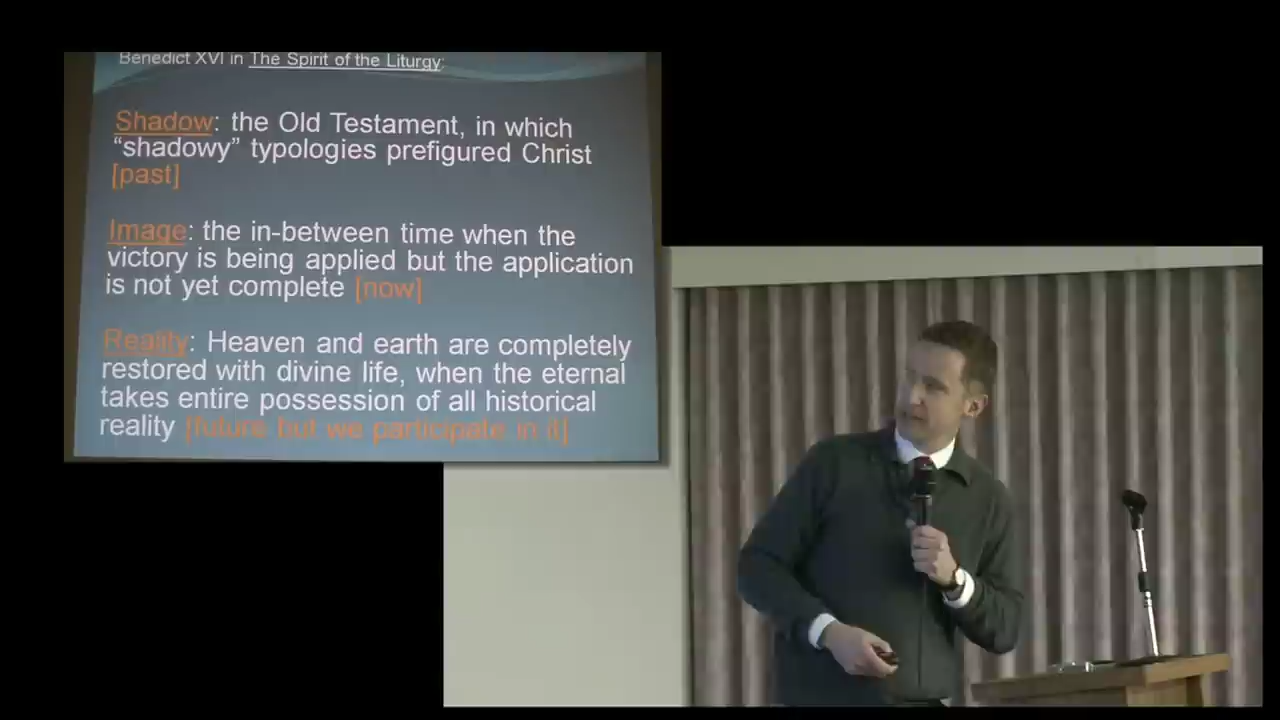 Benedict XVI in The Spirit of the Liturgy:
Shadow: the Old Testament, in which
“shadowy” typologies prefigured Christ
[past]
Image: the in-between time when the
victory is being applied but the application
is not yet complete [now]
Reality: Heaven and earth are completely
restored with divine life, when the eternal
takes entire possession of all historical
reality [future but we participate in it]